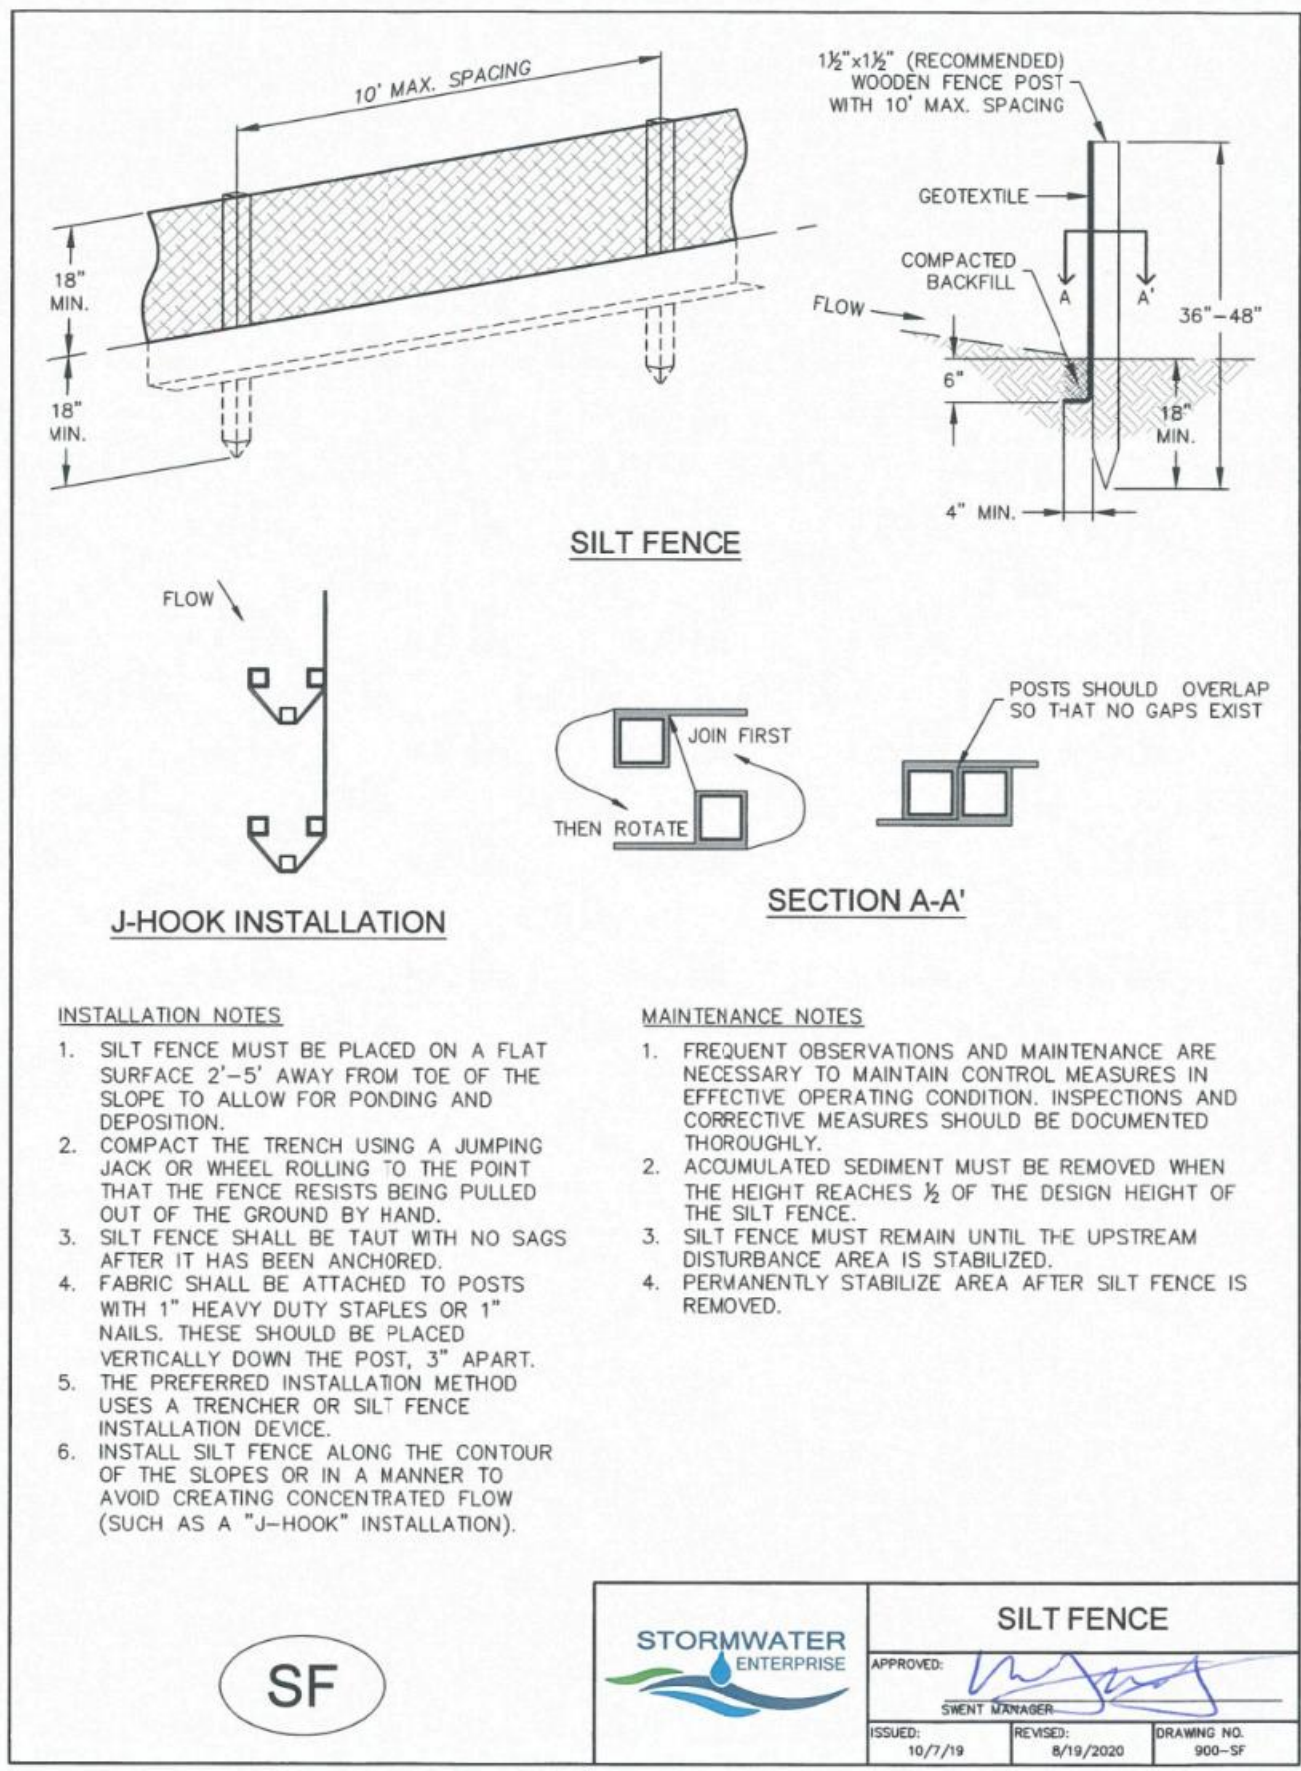 10' MAX. SPACING
18"
MIN.
18"
MIN.
1½"x1½" (RECOMMENDED)
WOODEN FENCE POST
WITH 10' MAX. SPACING
GEOTEXTILE
COMPACTED
BACKFILL
FLOW
A
A'
36"-48"
6"
18"
MIN.
4" MIN.
SILT FENCE
FLOW
J-HOOK INSTALLATION
JOIN FIRST
THEN ROTATE
POSTS SHOULD OVERLAP
SO THAT NO GAPS EXIST
SECTION A-A'
INSTALLATION NOTES
1. SILT FENCE MUST BE PLACED ON A FLAT
SURFACE 2'-5' AWAY FROM TOE OF THE
SLOPE TO ALLOW FOR PONDING AND
DEPOSITION.
2. COMPACT THE TRENCH USING A JUMPING
JACK OR WHEEL ROLLING TO THE POINT
THAT THE FENCE RESISTS BEING PULLED
OUT OF THE GROUND BY HAND.
3. SILT FENCE SHALL BE TAUT WITH NO SAGS
AFTER IT HAS BEEN ANCHORED.
4. FABRIC SHALL BE ATTACHED TO POSTS
WITH 1" HEAVY DUTY STAPLES OR 1"
NAILS. THESE SHOULD BE PLACED
VERTICALLY DOWN THE POST, 3" APART.
5. THE PREFERRED INSTALLATION METHOD
USES A TRENCHER OR SILT FENCE
INSTALLATION DEVICE.
6. INSTALL SILT FENCE ALONG THE CONTOUR
OF THE SLOPES OR IN A MANNER TO
AVOID CREATING CONCENTRATED FLOW
(SUCH AS A "J-HOOK" INSTALLATION).
MAINTENANCE NOTES
1. FREQUENT OBSERVATIONS AND MAINTENANCE ARE
NECESSARY TO MAINTAIN CONTROL MEASURES IN
EFFECTIVE OPERATING CONDITION. INSPECTIONS AND
CORRECTIVE MEASURES SHOULD BE DOCUMENTED
THOROUGHLY.
2. ACCUMULATED SEDIMENT MUST BE REMOVED WHEN
THE HEIGHT REACHES ½ OF THE DESIGN HEIGHT OF
THE SILT FENCE.
3. SILT FENCE MUST REMAIN UNTIL THE UPSTREAM
DISTURBANCE AREA IS STABILIZED.
4. PERMANENTLY STABILIZE AREA AFTER SILT FENCE IS
REMOVED.
SF
STORMWATER
ENTERPRISE
SILT FENCE
APPROVED:
SWENT MANAGER
ISSUED:
10/7/19
REVISED:
8/19/2020
DRAWING NO.
900-SF